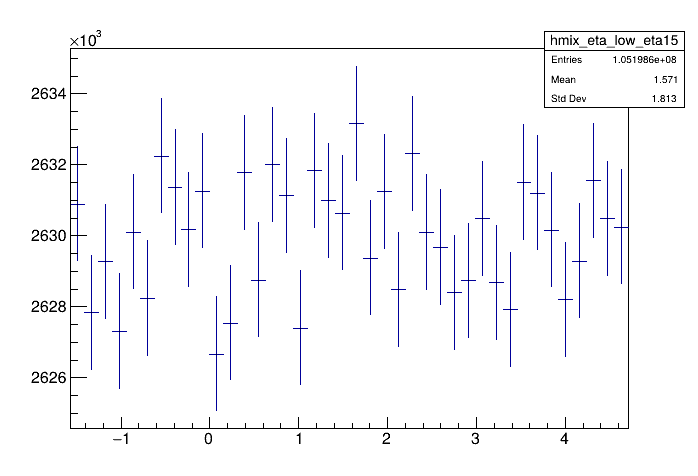 ×10³
hmix_eta_low_eta15
Entries 1.051986e+08
Mean 1.571
Std Dev 1.813
2634
2632
2630
2628
2626
−1 0 1 2 3 4